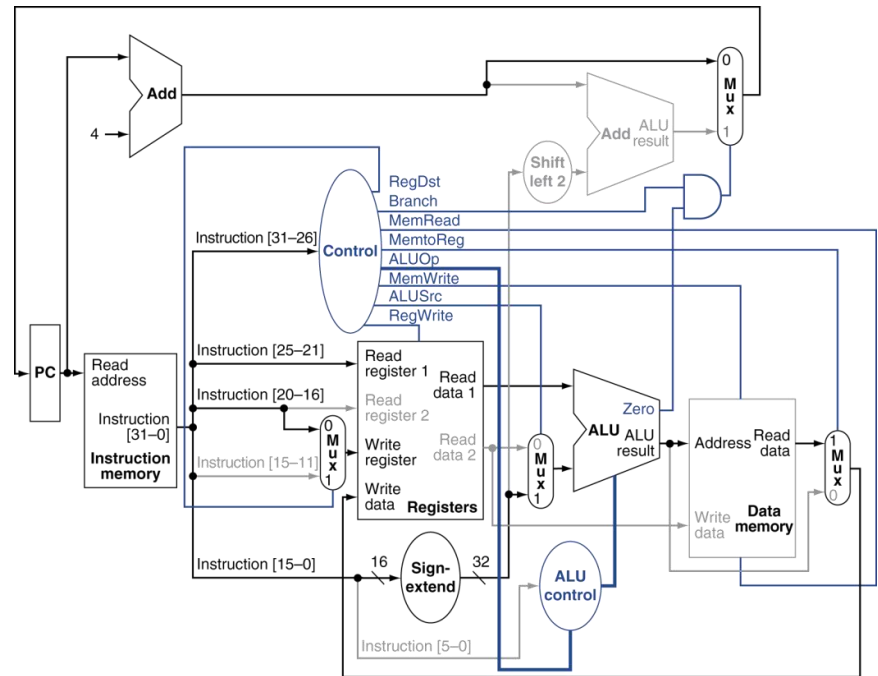 Add
4
0
Mux
1
Add
ALU
result
Shift
left 2
RegDst
Branch
MemRead
MemtoReg
ALUOp
MemWrite
ALUSrc
RegWrite
Control
Instruction [31–26]
Instruction [25–21]
Instruction [20–16]
Instruction [15–11]
Instruction [15–0]
Instruction [5–0]
PC
Read
address
Instruction
[31–0]
Instruction
memory
0
Mux
1
Read
register 1
Read
register 2
Write
register
Write
data
Read
data 1
Read
data 2
Registers
0
Mux
1
16
Sign-
extend
32
ALU
control
Zero
ALU
ALU
result
Address
Read
data
Write
data
Data
memory
1
Mux
0